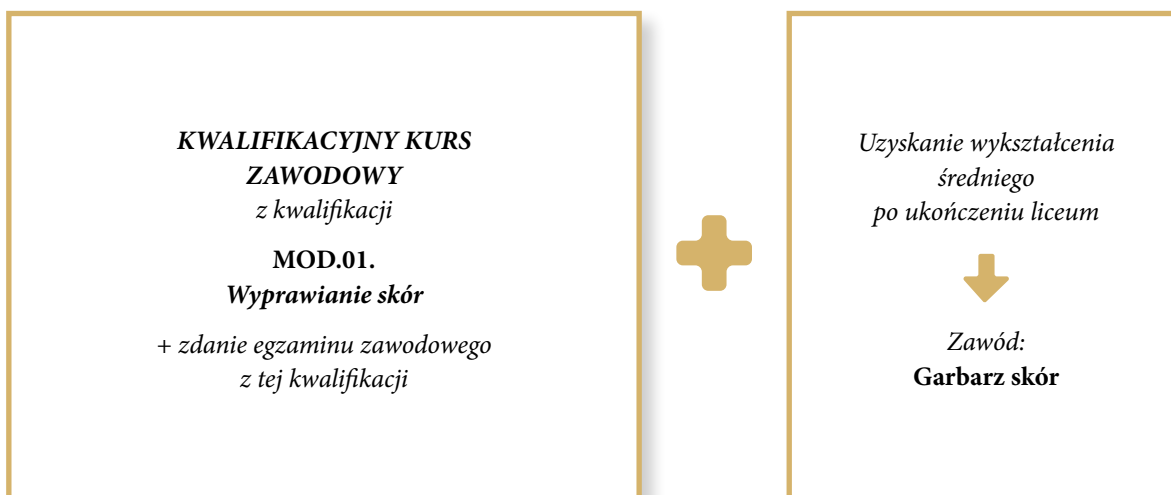 KWALIFIKACYJNY KURS
ZAWODOWY
z kwalifikacji
MOD.01.
Wyprawianie skór
+ zdanie egzaminu zawodowego
z tej kwalifikacji
Uzyskanie wykształcenia
średniego
po ukończeniu liceum
Zawód:
Garbarz skór